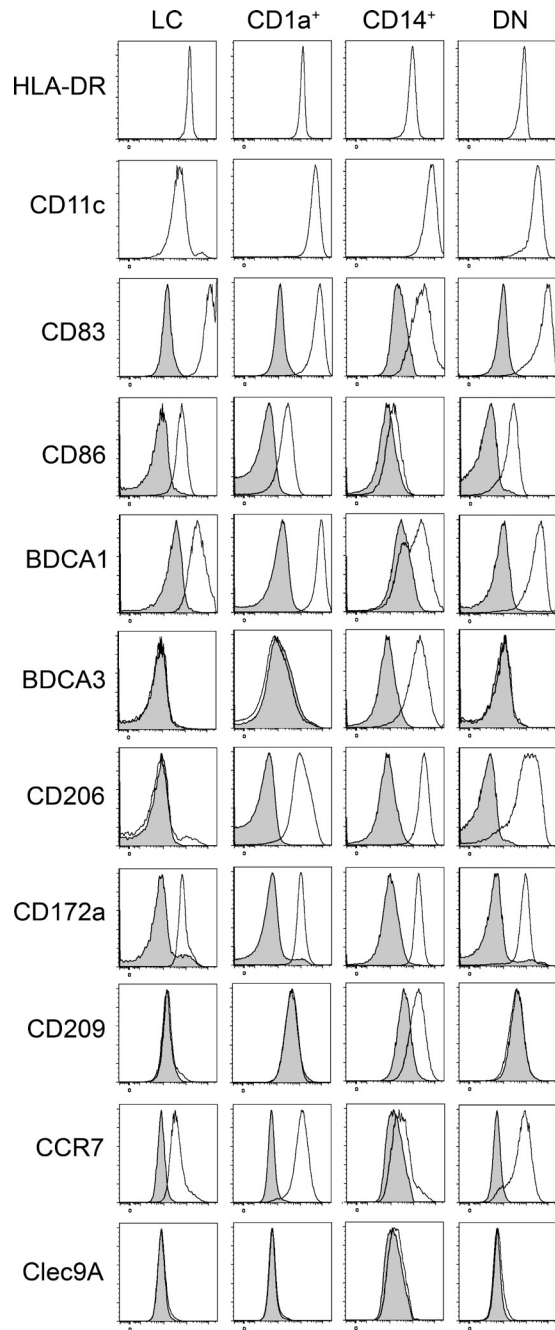 LC CD1a⁺ CD14⁺ DN
HLA-DR
CD11c
CD83
CD86
BDCA1
BDCA3
CD206
CD172a
CD209
CCR7
Clec9A